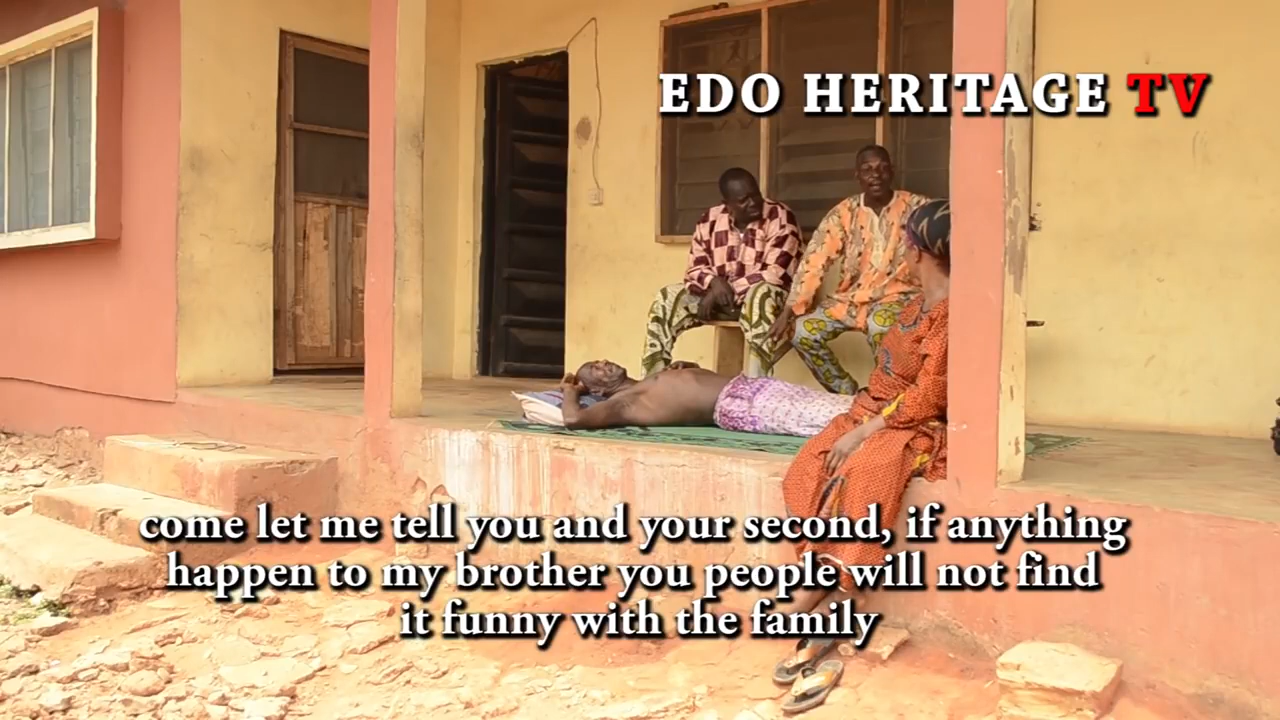 EDO HERITAGE TV
come let me tell you and your second, if anything
happen to my brother you people will not find
it funny with the family